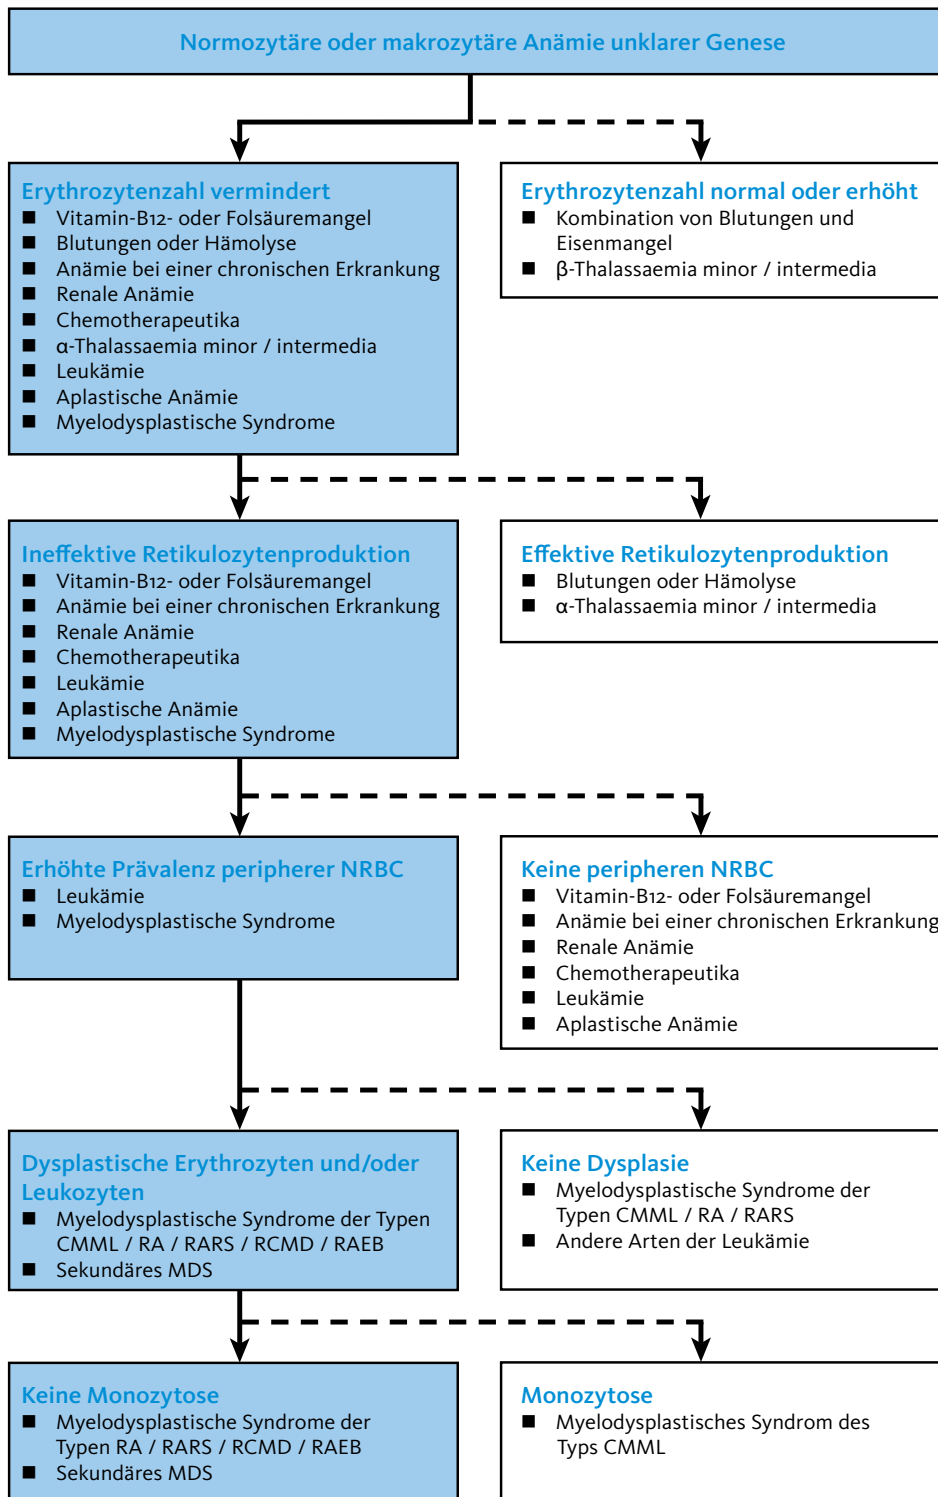 Normozytäre oder makrozytäre Anämie unklarer Genese
Erythrozytenzahl vermindert
■ Vitamin-B12- oder Folsäuremangel
■ Blutungen oder Hämolyse
■ Anämie bei einer chronischen Erkrankung
■ Renale Anämie
■ Chemotherapeutika
■ α-Thalassaemia minor / intermedia
■ Leukämie
■ Aplastische Anämie
■ Myelodysplastische Syndrome
Erythrozytenzahl normal oder erhöht
■ Kombination von Blutungen und
Eisenmangel
■ β-Thalassaemia minor / intermedia
Ineffektive Retikulozytenproduktion
■ Vitamin-B12- oder Folsäuremangel
■ Anämie bei einer chronischen Erkrankung
■ Renale Anämie
■ Chemotherapeutika
■ Leukämie
■ Aplastische Anämie
■ Myelodysplastische Syndrome
Effektive Retikulozytenproduktion
■ Blutungen oder Hämolyse
■ α-Thalassaemia minor / intermedia
Erhöhte Prävalenz peripherer NRBC
■ Leukämie
■ Myelodysplastische Syndrome
Keine peripheren NRBC
■ Vitamin-B12- oder Folsäuremangel
■ Anämie bei einer chronischen Erkrankung
■ Renale Anämie
■ Chemotherapeutika
■ Leukämie
■ Aplastische Anämie
Dysplastische Erythrozyten und/oder
Leukozyten
■ Myelodysplastische Syndrome der Typen
CMML / RA / RARS / RCMD / RAEB
■ Sekundäres MDS
Keine Dysplasie
■ Myelodysplastische Syndrome der
Typen CMML / RA / RARS
■ Andere Arten der Leukämie
Keine Monozytose
■ Myelodysplastische Syndrome der
Typen RA / RARS / RCMD / RAEB
■ Sekundäres MDS
Monozytose
■ Myelodysplastisches Syndrom des
Typs CMML